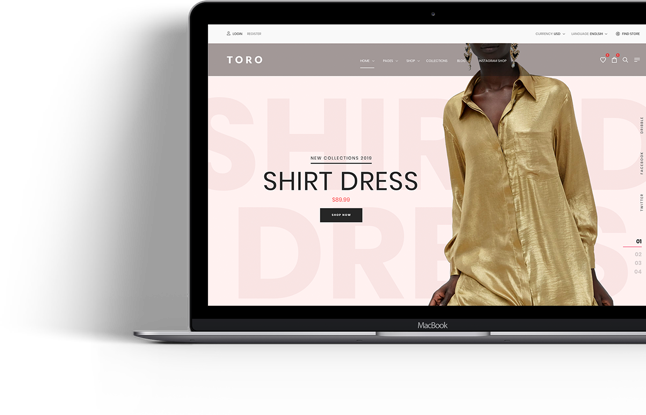 LOGIN REGISTER
CURRENCY: USD LANGUAGE: ENGLISH FIND STORE
TORO
HOME PAGES SHOP COLLECTIONS BLOG INSTAGRAM SHOP
SHIRT DRESS
NEW COLLECTIONS 2019
SHIRT DRESS
$89.99
SHOP NOW
FACEBOOK
TWITTER
01
02
03
04
MacBook